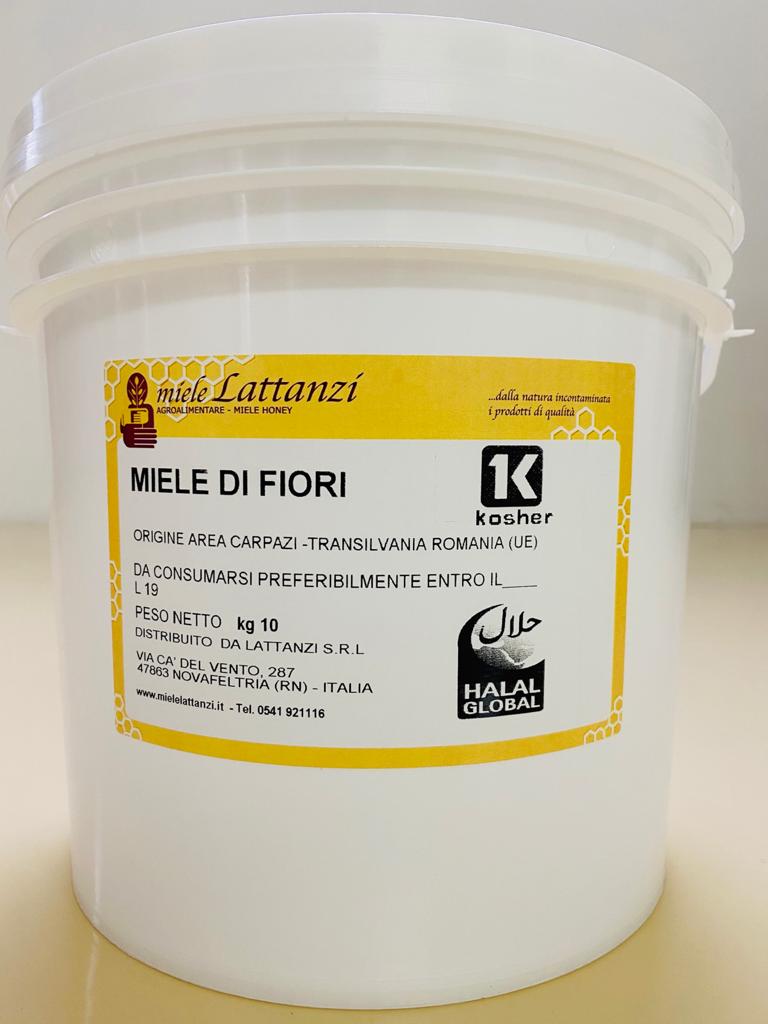 miele Lattanzi
AGROALIMENTARE - MIELE HONEY
...dalla natura incontaminata
i prodotti di qualità
MIELE DI FIORI
1K
kosher
ORIGINE AREA CARPAZI -TRANSILVANIA ROMANIA (UE)
DA CONSUMARSI PREFERIBILMENTE ENTRO IL____
L 19
PESO NETTO kg 10
DISTRIBUITO DA LATTANZI S.R.L
VIA CA' DEL VENTO, 287
47863 NOVAFELTRIA (RN) - ITALIA
www.mielelattanzi.it - Tel. 0541 921116
حلال
HALAL
GLOBAL